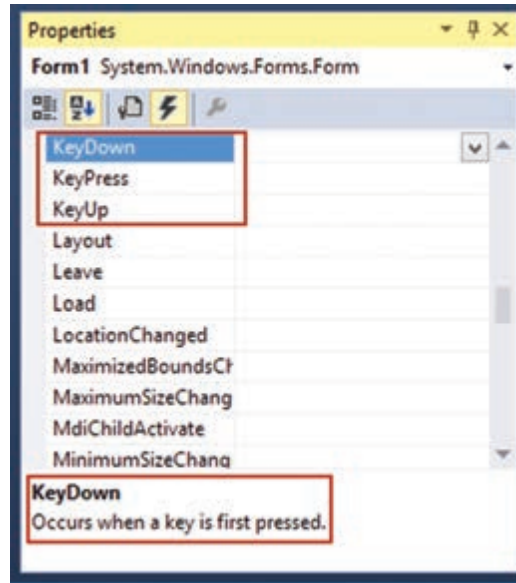 Properties
Form1 System.Windows.Forms.Form
KeyDown
KeyPress
KeyUp
Layout
Leave
Load
LocationChanged
MaximizedBoundsCh
MaximumSizeChang
MdiChildActivate
MinimumSizeChang
KeyDown
Occurs when a key is first pressed.